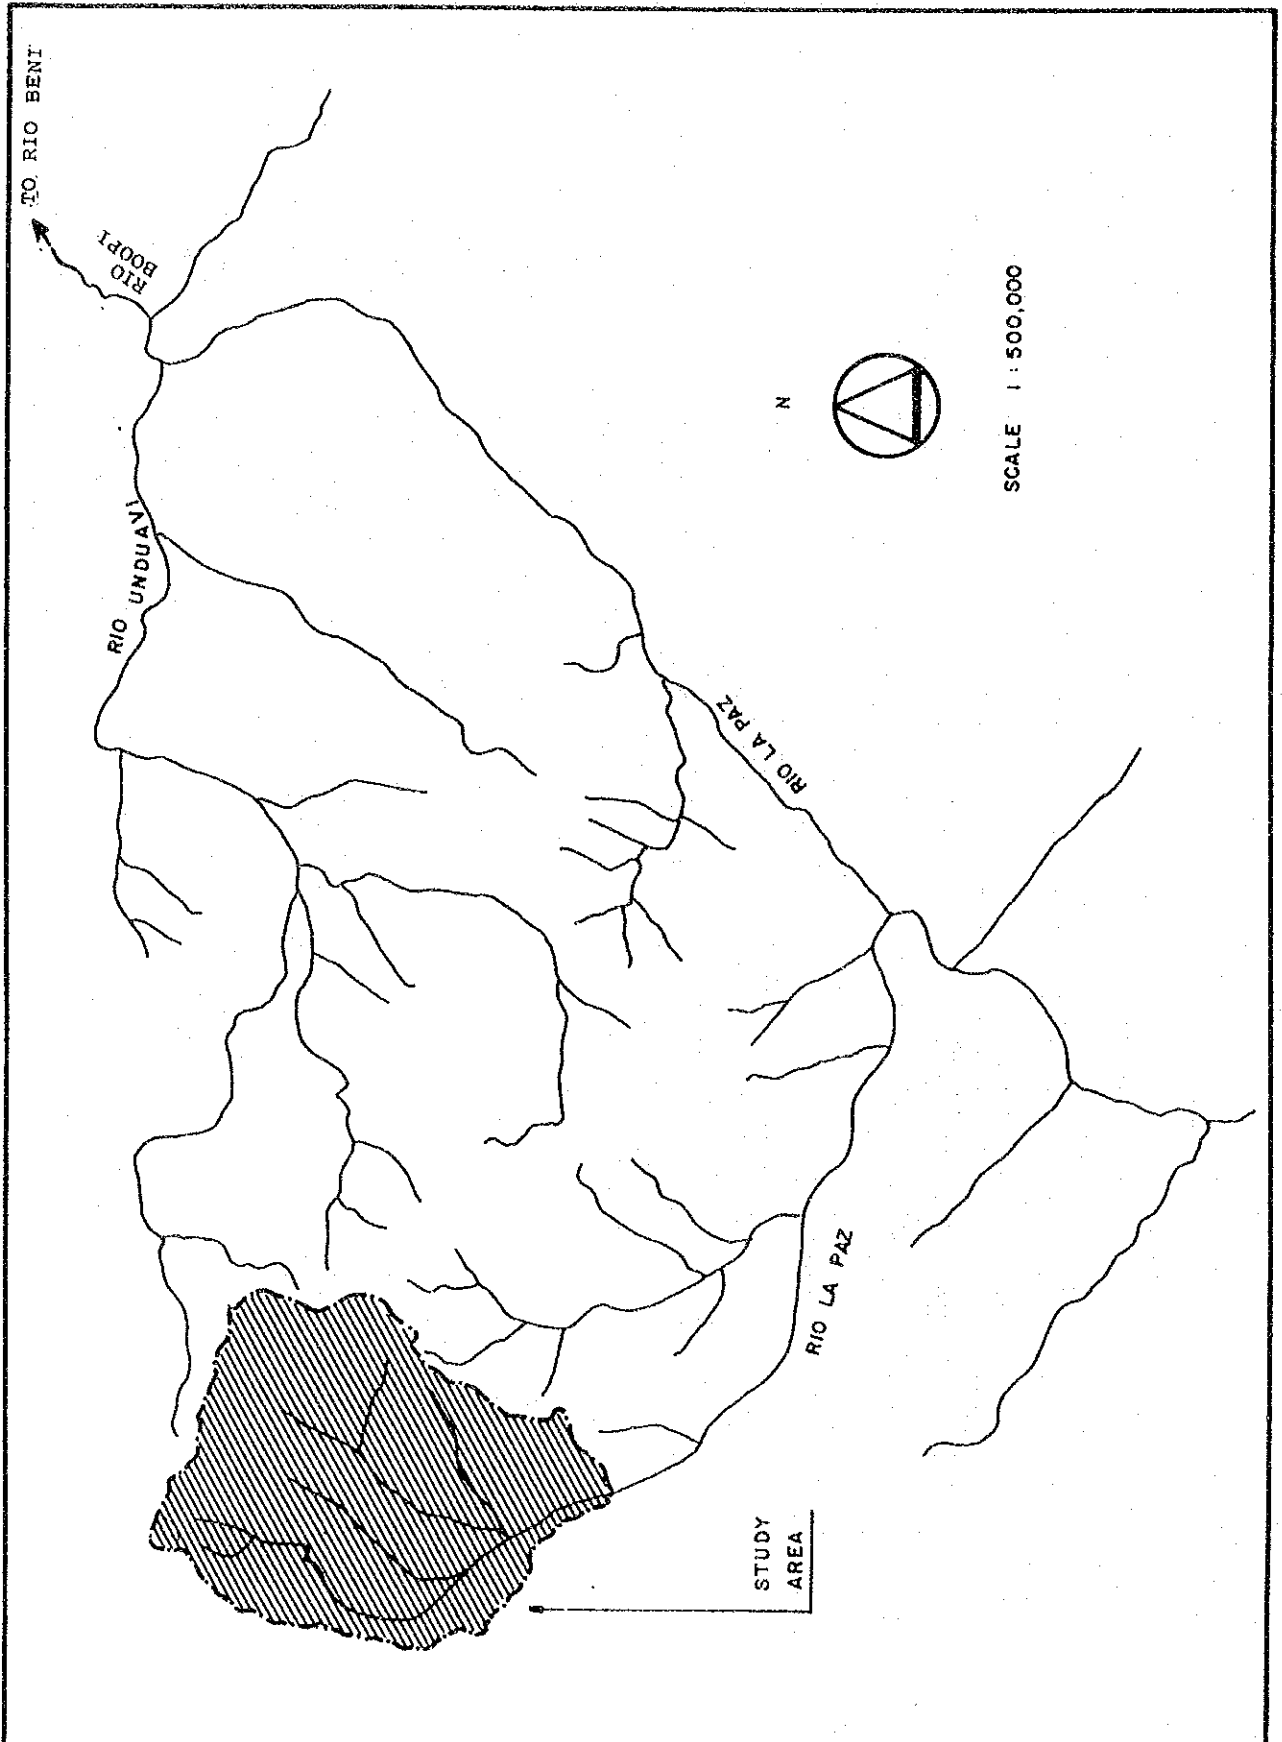 TO RIO BENI
RIO
BOOPI
RIO UNDUAVI
N
SCALE 1:500,000
RIO LA PAZ
RIO LA PAZ
STUDY
AREA